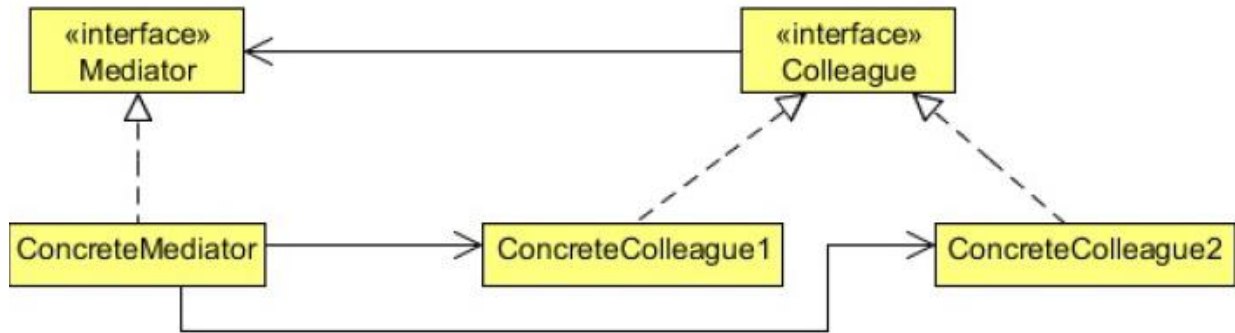 «interface»
Mediator
«interface»
Colleague
ConcreteMediator
ConcreteColleague1
ConcreteColleague2